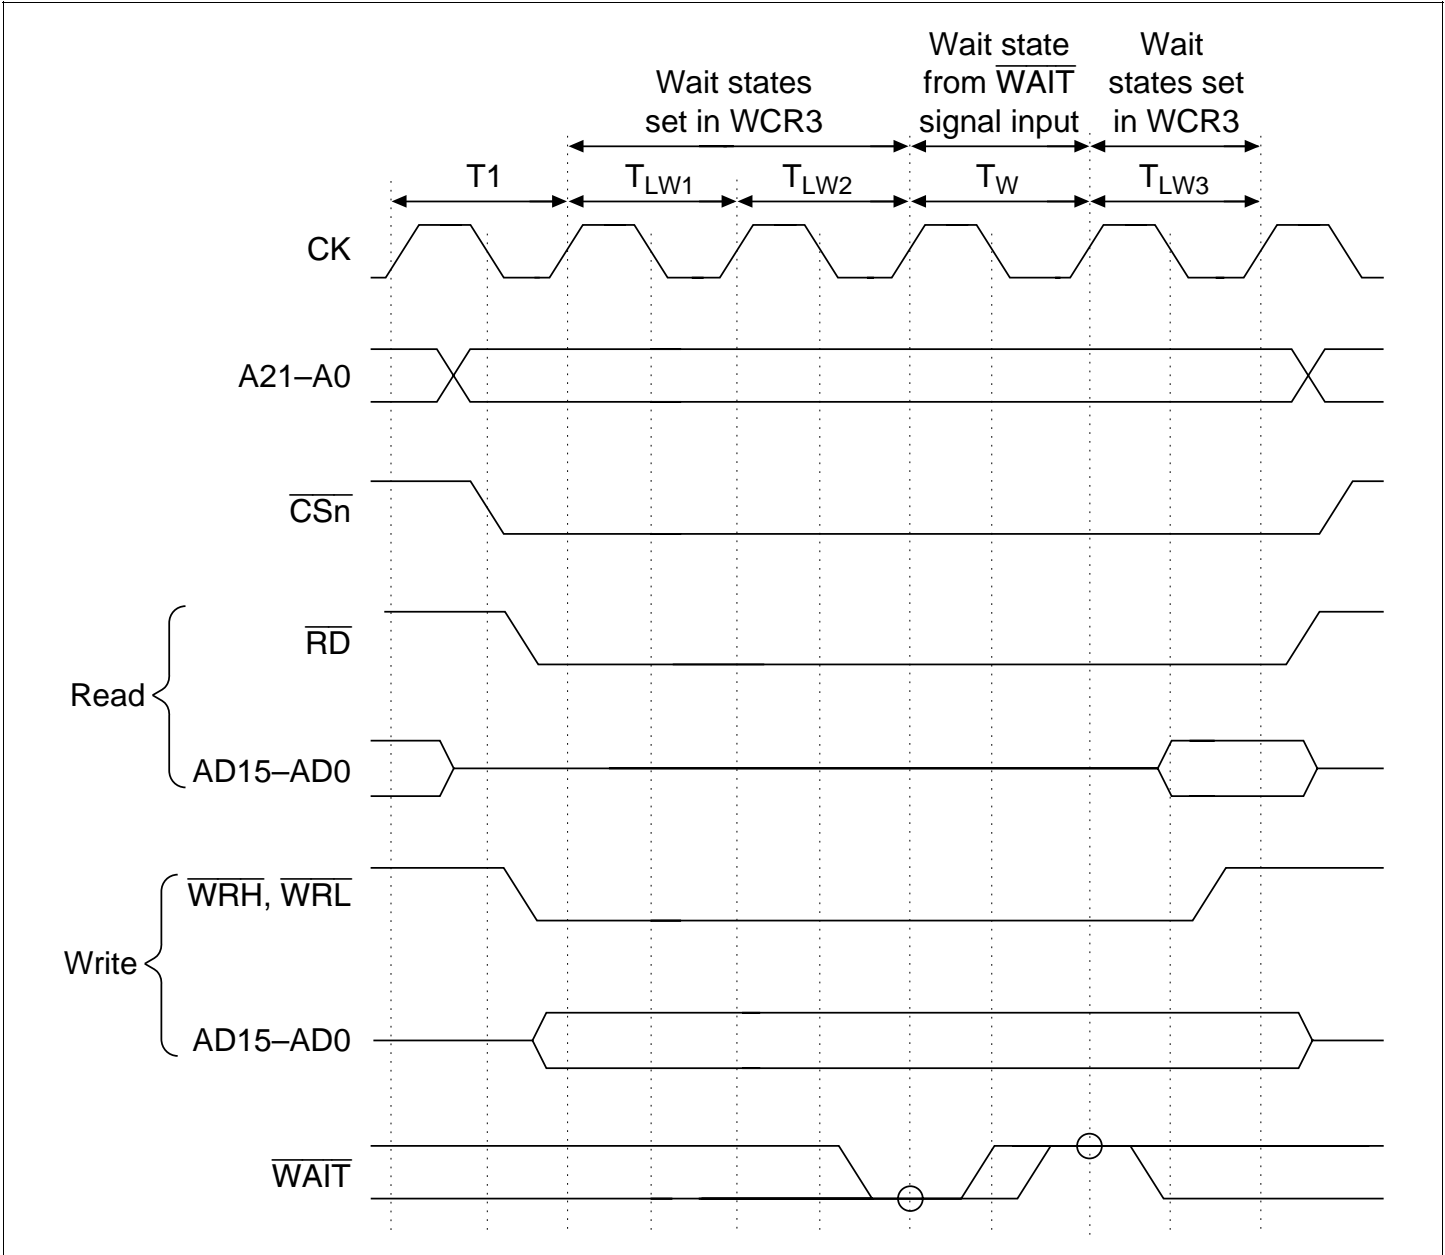 Wait states
set in WCR3
Wait state
from WAIT
signal input
Wait
states set
in WCR3
T1
TLW1
TLW2
TW
TLW3
CK
A21–A0
CSn
RD
Read
AD15–AD0
WRH, WRL
Write
AD15–AD0
WAIT